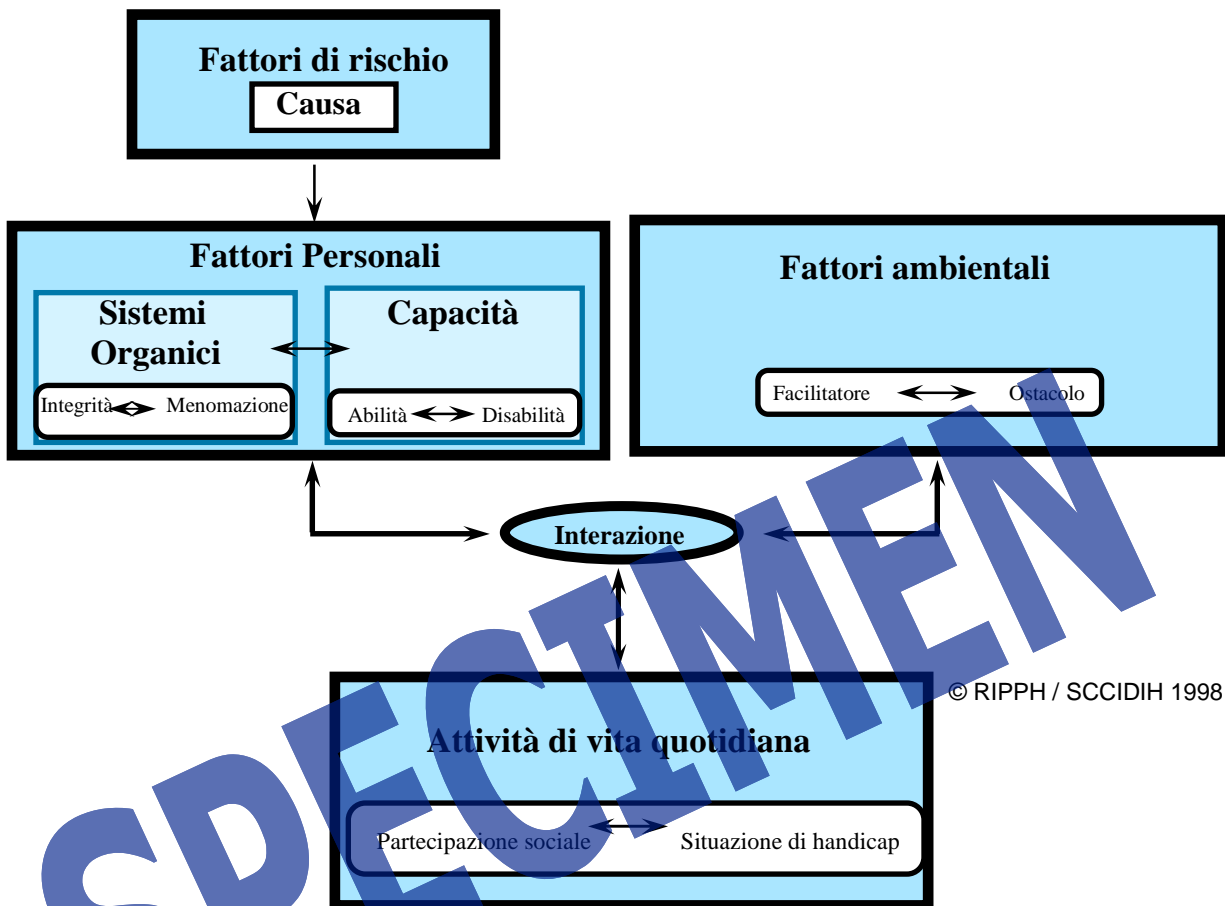 Fattori di rischio
Causa
Fattori Personali
Sistemi
Organici
Capacità
Integrità Menomazione
Abilità Disabilità
Fattori ambientali
Facilitatore Ostacolo
Interazione
© RIPPH / SCCIDIH 1998
Attività di vita quotidiana
Partecipazione sociale Situazione di handicap
SPECIMEN